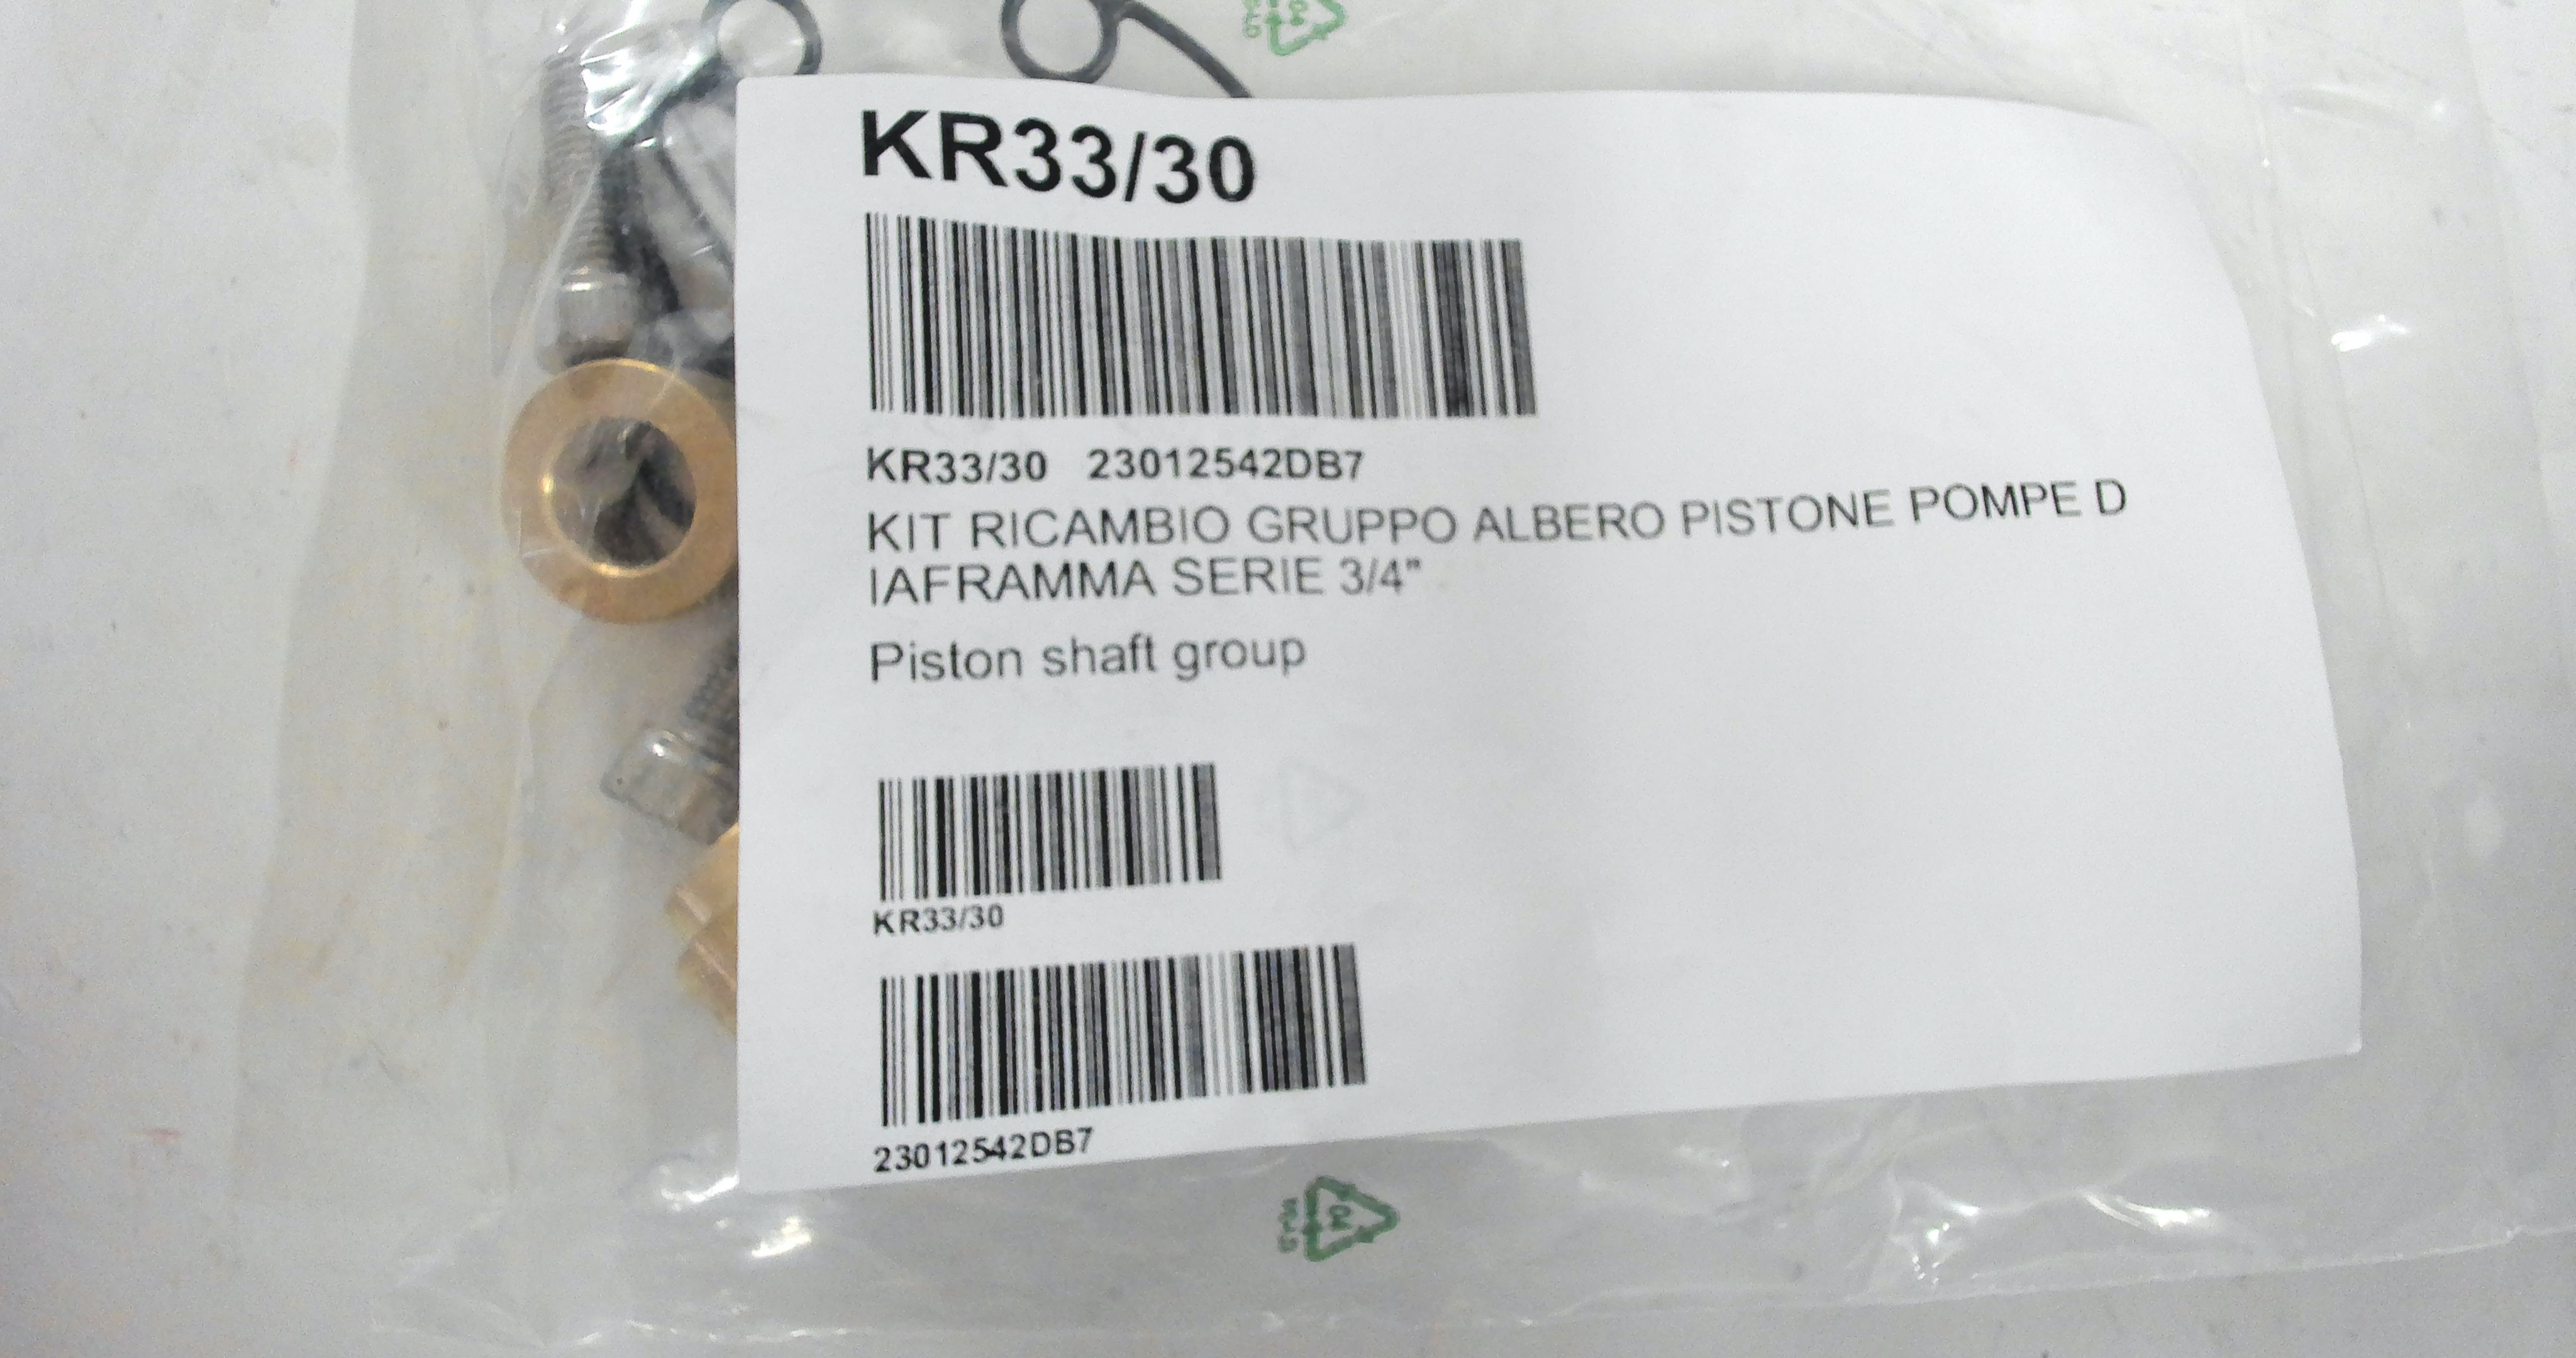 KR33/30
KR33/30 23012542DB7
KIT RICAMBIO GRUPPO ALBERO PISTONE POMPE D
IAFRAMMA SERIE 3/4"
Piston shaft group
KR33/30
23012542DB7
04